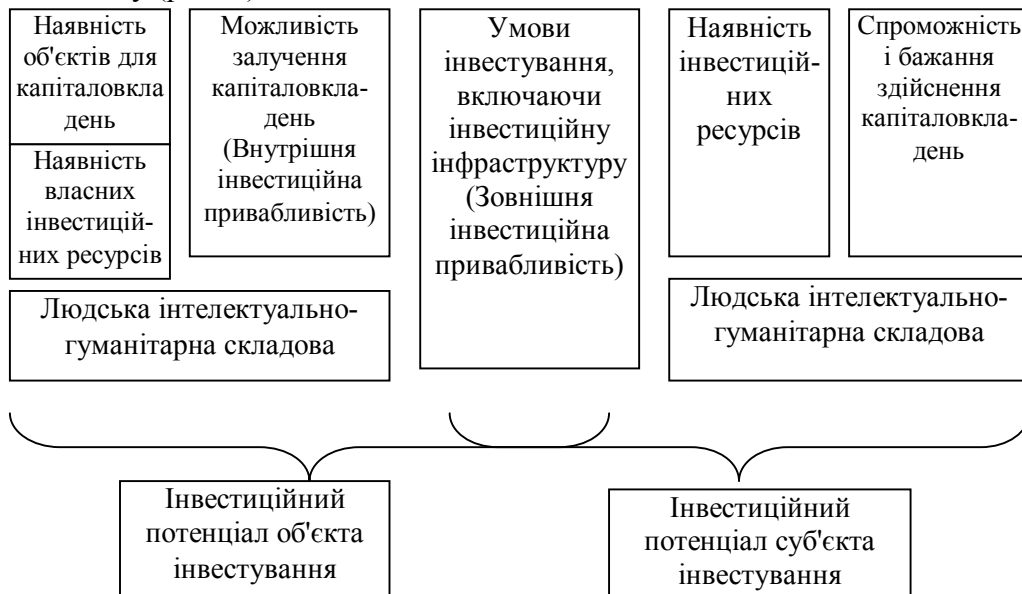 Наявність
об'єктів для
капіталовкла
день
Наявність
власних
інвестицій-
них ресурсів
Можливість
залучення
капіталовкла-
день
(Внутрішня
інвестиційна
привабливість)
Умови
інвестування,
включаючи
інвестиційну
інфраструктуру
(Зовнішня
інвестиційна
привабливість)
Наявність
інвестицій-
них
ресурсів
Спроможність
і бажання
здійснення
капіталовкла-
день
Людська інтелектуально-
гуманітарна складова
Людська інтелектуально-
гуманітарна складова
Інвестиційний
потенціал об'єкта
інвестування
Інвестиційний
потенціал суб'єкта
інвестування